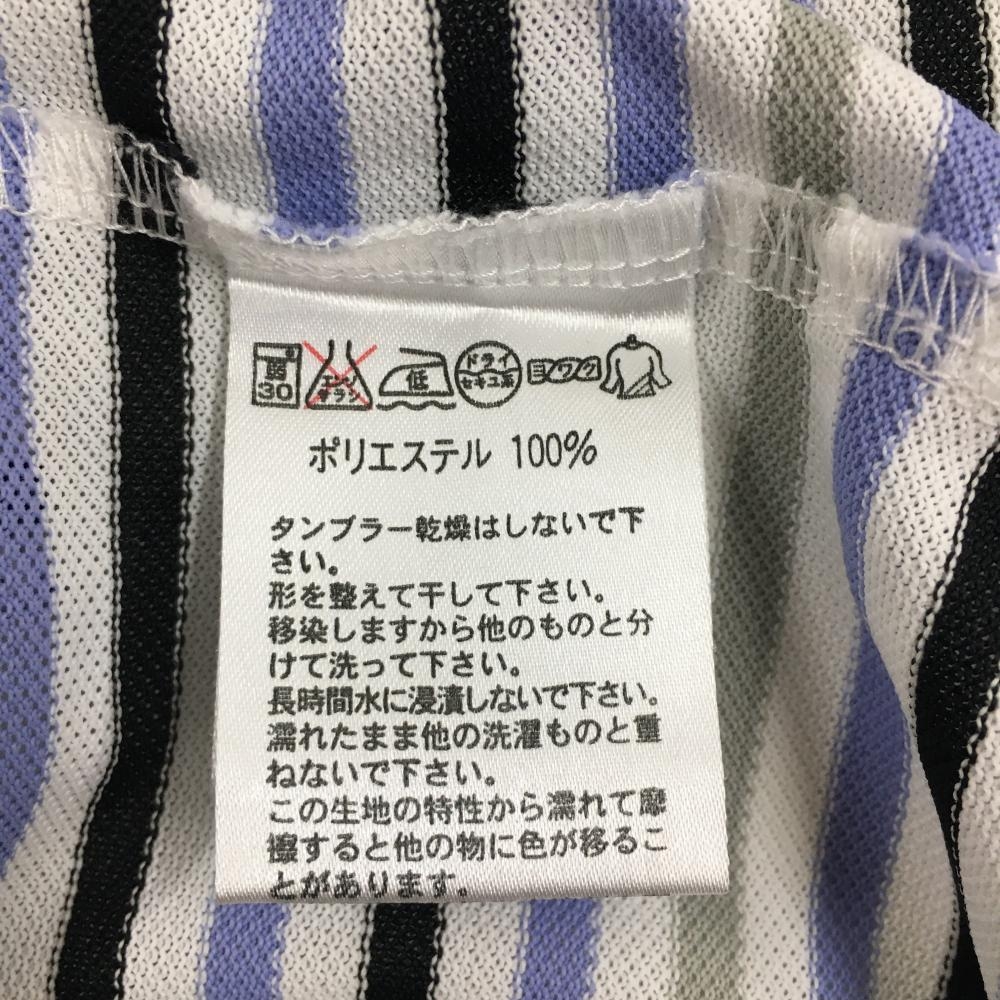 弱 30 エンソ サラシ 低 ドライ セキユ系 ヨワク
ポリエステル 100%
タンブラー乾燥はしないで下
さい。
形を整えて干して下さい。
移染しますから他のものと分
けて洗って下さい。
長時間水に浸漬しないで下さい。
濡れたまま他の洗濯ものと重
ねないで下さい。
この生地の特性から濡れて摩
擦すると他の物に色が移るこ
とがあります。